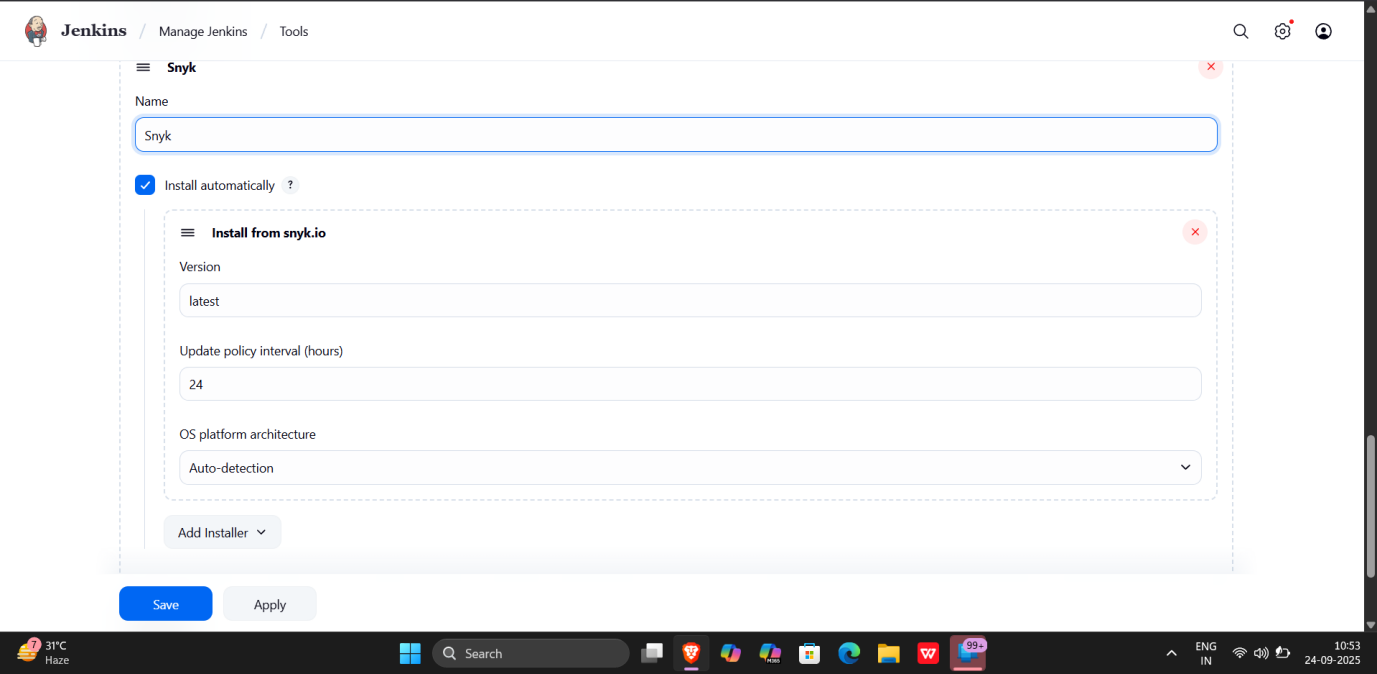 Jenkins / Manage Jenkins / Tools
Snyk
Name
Snyk
Install automatically ?
Install from snyk.io
Version
latest
Update policy interval (hours)
24
OS platform architecture
Auto-detection
Add Installer
Save Apply
7 31°C
Haze
Search
M365
99+
ENG
IN
10:53
24-09-2025